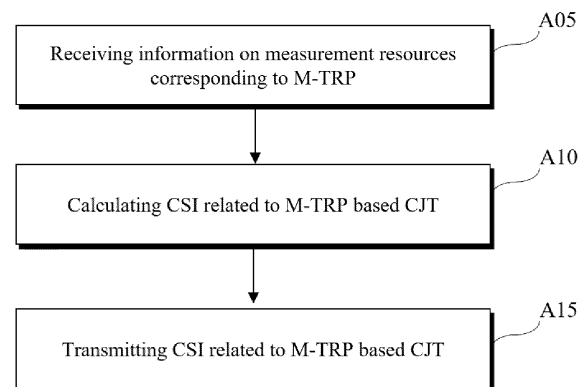 A05
Receiving information on measurement resources
corresponding to M-TRP
A10
Calculating CSI related to M-TRP based CJT
A15
Transmitting CSI related to M-TRP based CJT